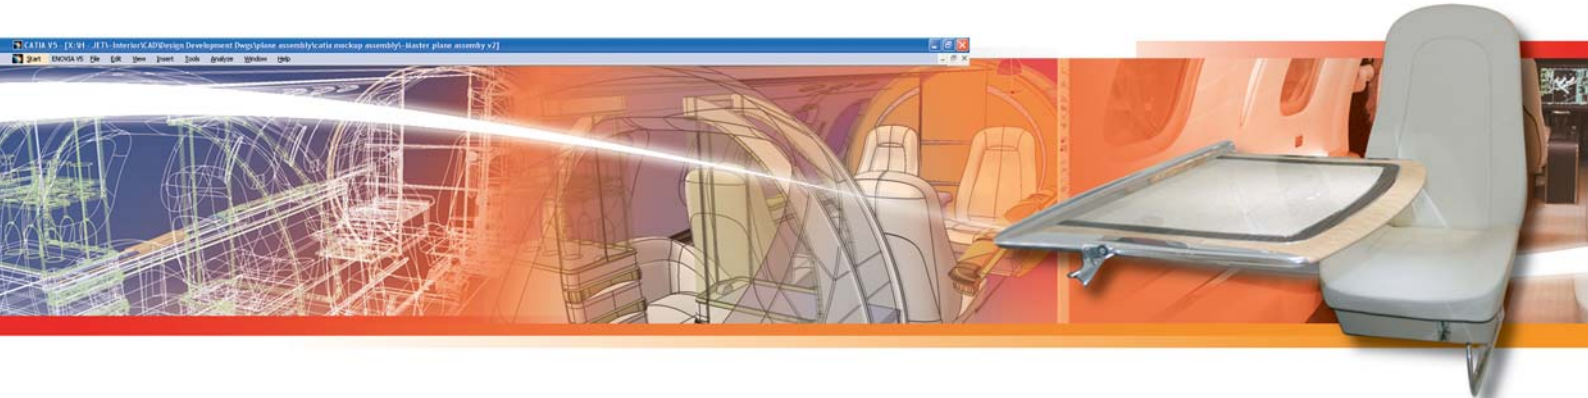 CATIA V5 - [X:\H - JET\- Interior\CAD\Design Development Dwgs\plane assembly\catia mockup assembly\- Master plane assemby v2]
Start ENOVIA V5 File Edit View Insert Tools Analyze Window Help